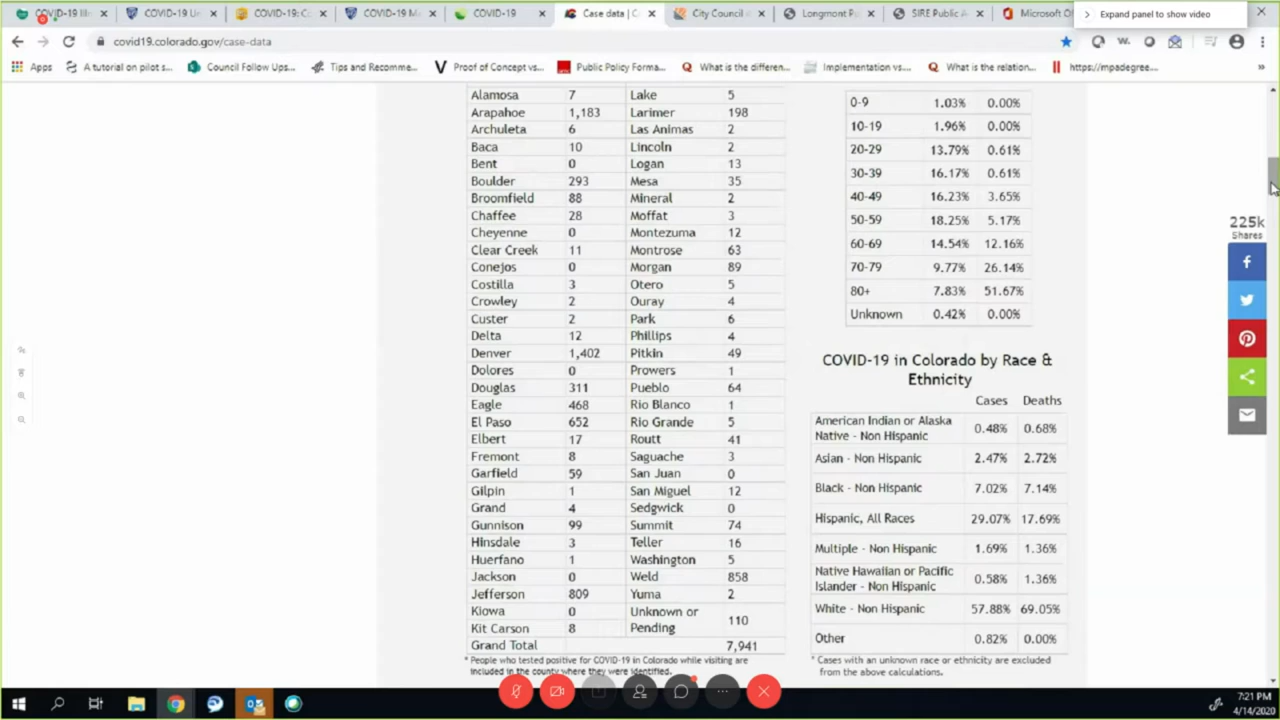 COVID-19 Ill
COVID-19 U
COVID-19: C
COVID-19 M
COVID-19
Case data | C
City Council
Longmont P
SIRE Public A
Microsoft O
Expand panel to show video
covid19.colorado.gov/case-data
Apps
A tutorial on pilot s...
Council Follow Ups...
Tips and Recomme...
Proof of Concept vs...
Public Policy Forma...
What is the differen...
Implementation vs...
What is the relation...
https://mpadegree...
»
Alamosa 7 Lake 5
Arapahoe 1,183 Larimer 198
Archuleta 6 Las Animas 2
Baca 10 Lincoln 2
Bent 0 Logan 13
Boulder 293 Mesa 35
Broomfield 88 Mineral 2
Chaffee 28 Moffat 3
Cheyenne 0 Montezuma 12
Clear Creek 11 Montrose 63
Conejos 0 Morgan 89
Costilla 3 Otero 5
Crowley 2 Ouray 4
Custer 2 Park 6
Delta 12 Phillips 4
Denver 1,402 Pitkin 49
Dolores 0 Prowers 1
Douglas 311 Pueblo 64
Eagle 468 Rio Blanco 1
El Paso 652 Rio Grande 5
Elbert 17 Routt 41
Fremont 8 Saguache 3
Garfield 59 San Juan 0
Gilpin 1 San Miguel 12
Grand 4 Sedgwick 0
Gunnison 99 Summit 74
Hinsdale 3 Teller 16
Huerfano 1 Washington 5
Jackson 0 Weld 858
Jefferson 809 Yuma 2
Kiowa 0 Unknown or
Kit Carson 8 Pending 110
Grand Total 7,941
* People who tested positive for COVID-19 in Colorado while visiting are
included in the county where they were identified.
0-9 1.03% 0.00%
10-19 1.96% 0.00%
20-29 13.79% 0.61%
30-39 16.17% 0.61%
40-49 16.23% 3.65%
50-59 18.25% 5.17%
60-69 14.54% 12.16%
70-79 9.77% 26.14%
80+ 7.83% 51.67%
Unknown 0.42% 0.00%
COVID-19 in Colorado by Race &
Ethnicity
Cases Deaths
American Indian or Alaska
Native - Non Hispanic 0.48% 0.68%
Asian - Non Hispanic 2.47% 2.72%
Black - Non Hispanic 7.02% 7.14%
Hispanic, All Races 29.07% 17.69%
Multiple - Non Hispanic 1.69% 1.36%
Native Hawaiian or Pacific
Islander - Non Hispanic 0.58% 1.36%
White - Non Hispanic 57.88% 69.05%
Other 0.82% 0.00%
* Cases with an unknown race or ethnicity are excluded
from the above calculations.
225k
Shares
7:21 PM
4/14/2020